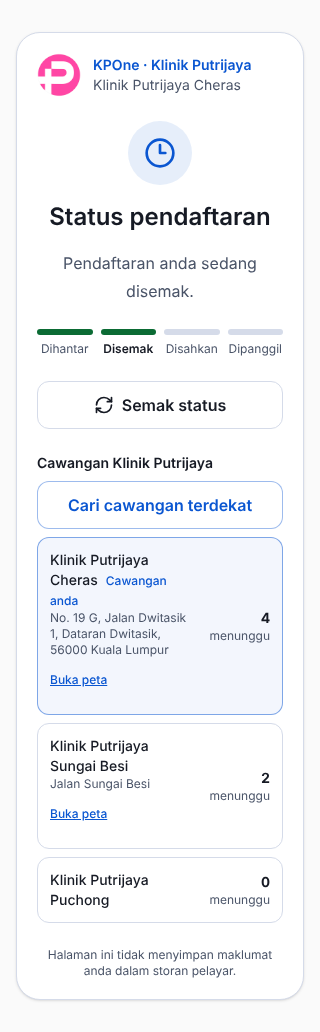 KPOne · Klinik Putrijaya
Klinik Putrijaya Cheras
Status pendaftaran
Pendaftaran anda sedang
disemak.
Dihantar Disemak Disahkan Dipanggil
Semak status
Cawangan Klinik Putrijaya
Cari cawangan terdekat
Klinik Putrijaya
Cheras Cawangan
anda
No. 19 G, Jalan Dwitasik
1, Dataran Dwitasik,
56000 Kuala Lumpur
Buka peta
4
menunggu
Klinik Putrijaya
Sungai Besi
Jalan Sungai Besi
Buka peta
2
menunggu
Klinik Putrijaya
Puchong
0
menunggu
Halaman ini tidak menyimpan maklumat
anda dalam storan pelayar.